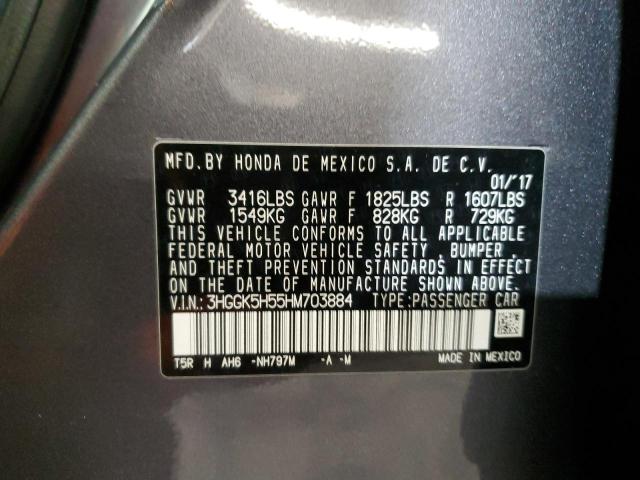 MFD.BY HONDA DE MEXICO S.A. DE C.V.
01/'17
GVWR 3416LBS GAWR F 1825LBS R 1607LBS
GVWR 1549KG GAWR F 828KG R 729KG
THIS VEHICLE CONFORMS TO ALL APPLICABLE
FEDERAL MOTOR VEHICLE SAFETY , BUMPER ,
AND THEFT PREVENTION STANDARDS IN EFFECT
ON THE DATE OF MANUFACTURE SHOWN ABOVE.
V.I.N.: 3HGGK5H55HM703884 TYPE:PASSENGER CAR
T5R H AH6 -NH797M -A -M MADE IN MEXICO